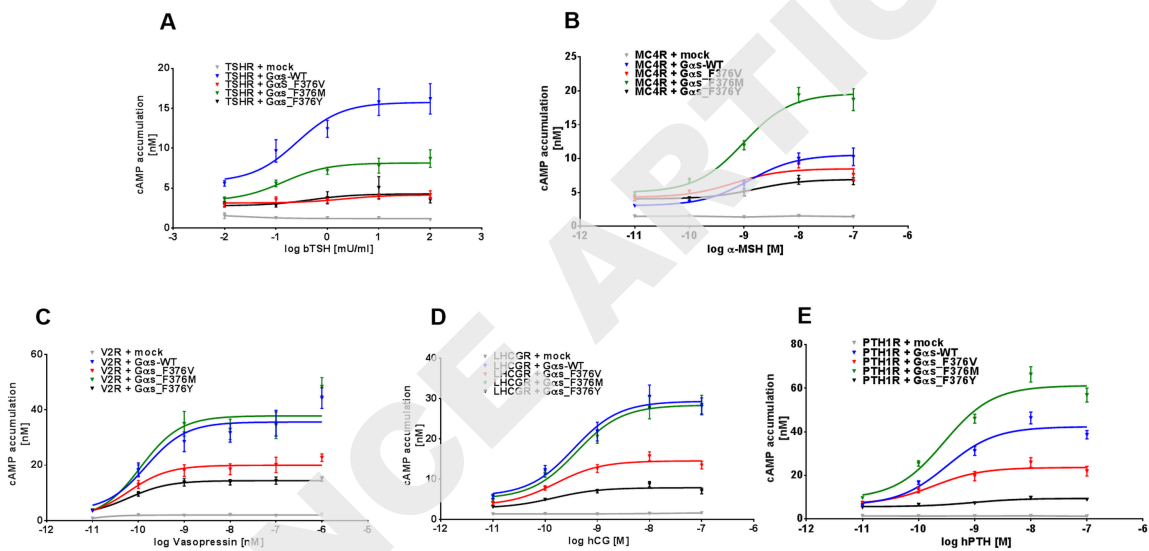 A
TSHR + mock
TSHR + Gαs-WT
TSHR + GαS_F376V
TSHR + Gαs_F376M
TSHR + Gαs_F376Y
20
15
10
5
0
cAMP accumulation
[nM]
-3 -2 -1 0 1 2 3
log bTSH [mU/ml]
B
MC4R + mock
MC4R + Gαs-WT
MC4R + Gαs_F376V
MC4R + Gαs_F376M
MC4R + Gαs_F376Y
25
20
15
10
5
0
cAMP accumulation
[nM]
-12 -11 -10 -9 -8 -7 -6
log α-MSH [M]
C
V2R + mock
V2R + Gαs-WT
V2R + Gαs_F376V
V2R + Gαs_F376M
V2R + Gαs_F376Y
60
40
20
0
cAMP accumulation
[nM]
-12 -11 -10 -9 -8 -7 -6 -5
log Vasopressin [nM]
D
LHCGR + mock
LHCGR + Gαs-WT
LHCGR + Gαs_F376V
LHCGR + Gαs_F376M
LHCGR + Gαs_F376Y
40
30
20
10
0
cAMP accumulation
[nM]
-12 -11 -10 -9 -8 -7 -6
log hCG [M]
E
PTH1R + mock
PTH1R + Gαs-WT
PTH1R + Gαs_F376V
PTH1R + Gαs_F376M
PTH1R + Gαs_F376Y
80
60
40
20
0
cAMP accumulation
[nM]
-12 -11 -10 -9 -8 -7 -6
log hPTH [M]
NCE ARTIC